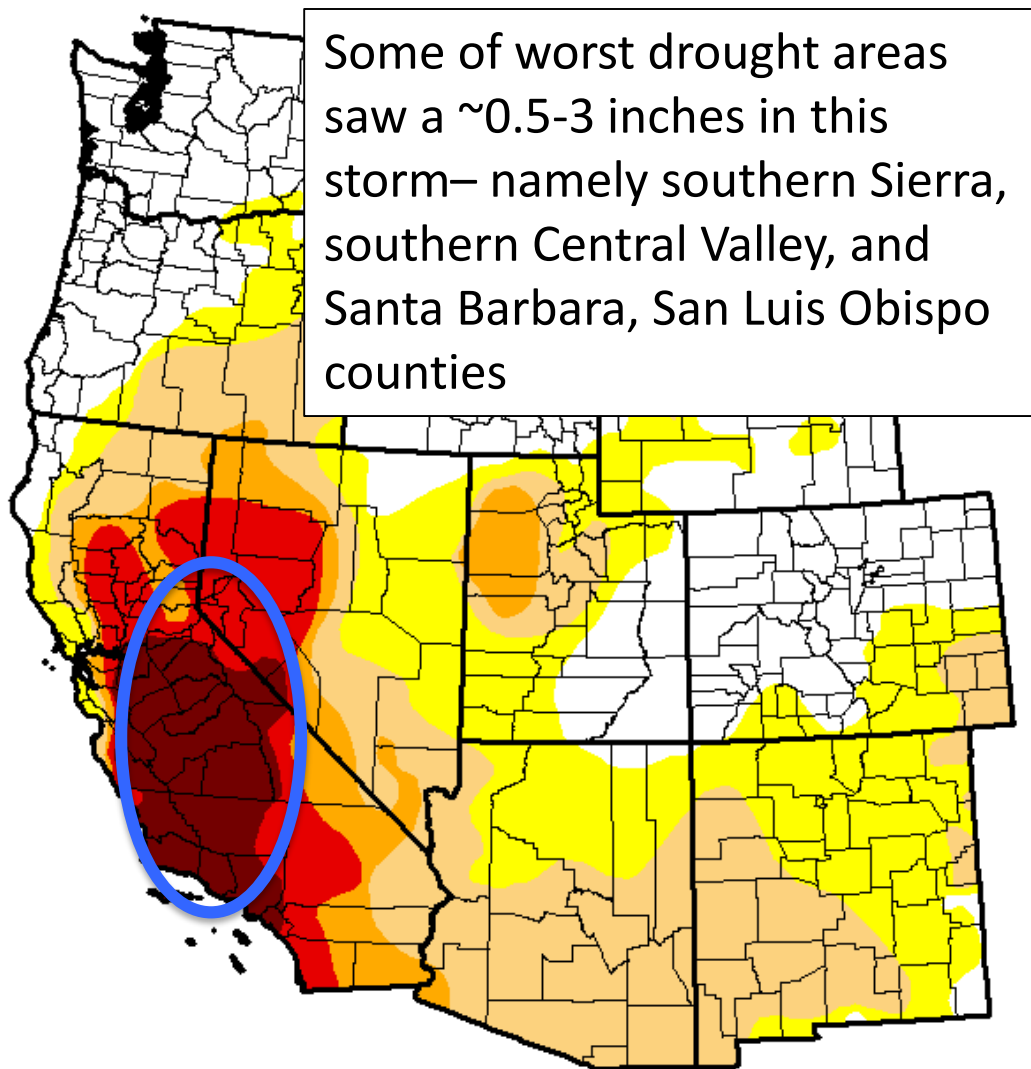 Some of worst drought areas
saw a ~0.5-3 inches in this
storm– namely southern Sierra,
southern Central Valley, and
Santa Barbara, San Luis Obispo
counties